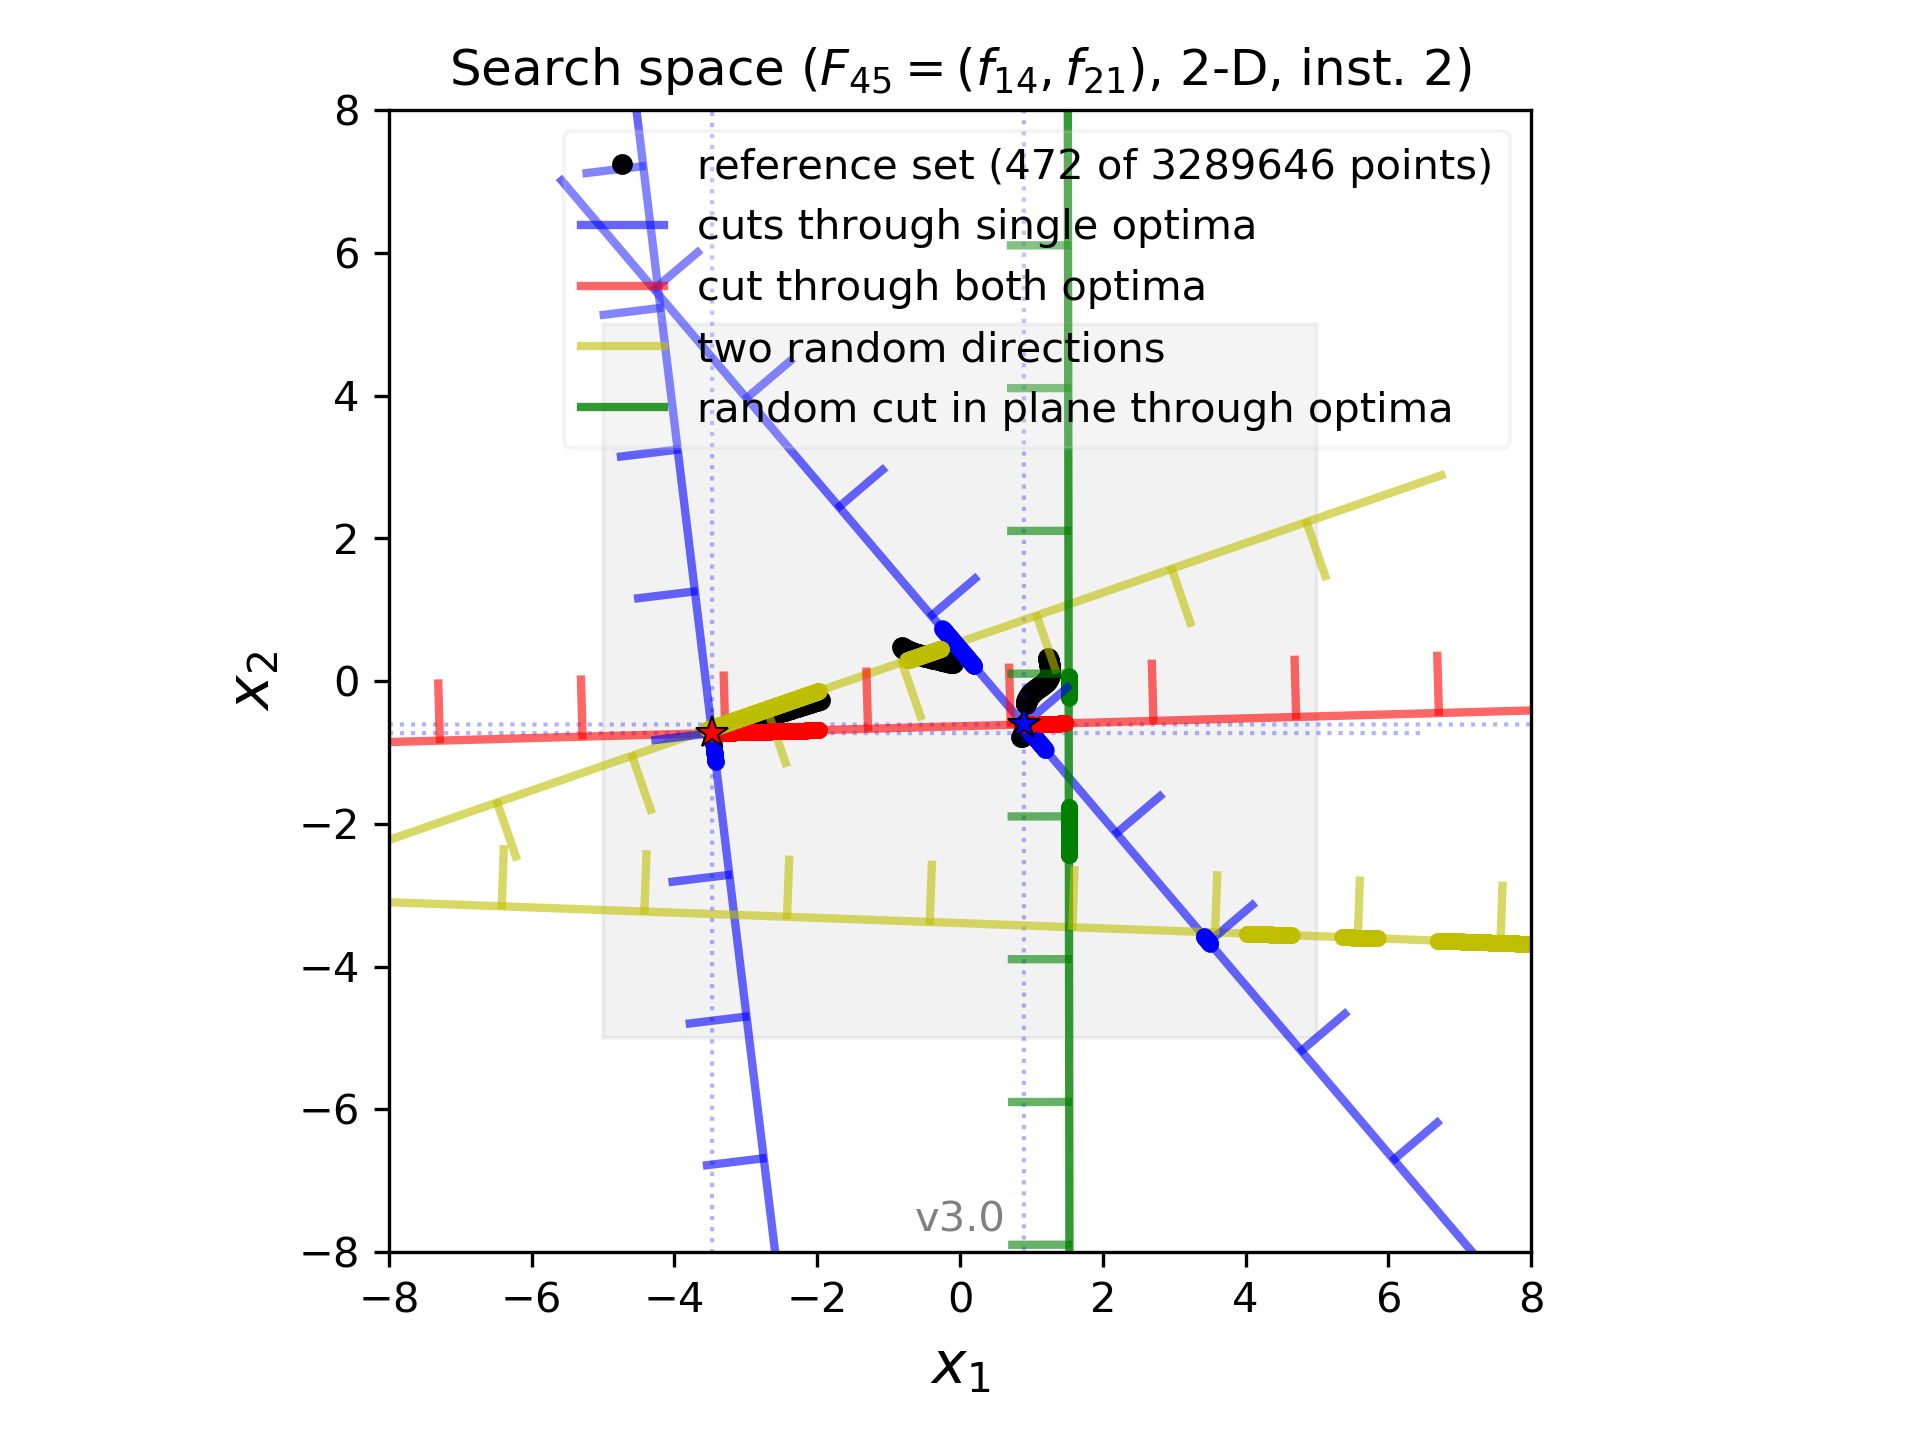 Search space (F45 = (f14, f21), 2-D, inst. 2)
reference set (472 of 3289646 points)
cuts through single optima
cut through both optima
two random directions
random cut in plane through optima
8
6
4
2
0
−2
−4
−6
−8
x2
v3.0
−8 −6 −4 −2 0 2 4 6 8
x1